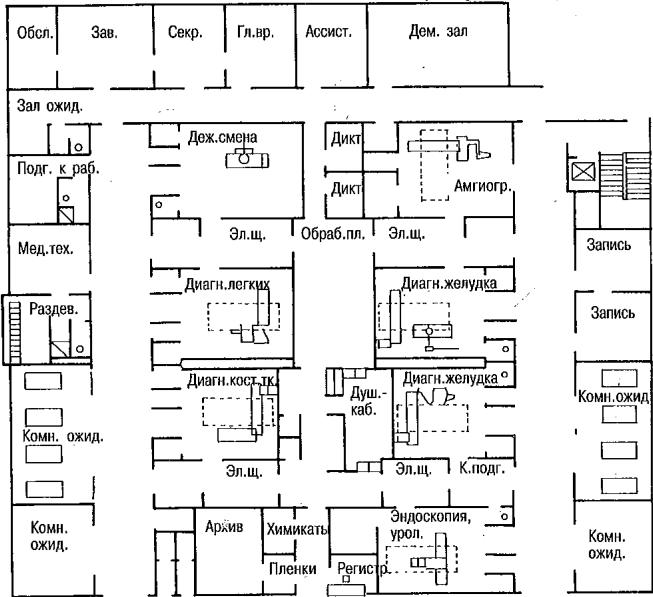 Обсл.
Зав.
Секр.
Гл.вр.
Ассист.
Дем. зал
Зал ожид.
Деж.смена
Дикт.
Подг. к раб.
Дикт.
Амгиогр.
Эл.щ.
Обраб.пл.
Эл.щ.
Мед.тех.
Запись
Диагн.легких
Диагн.желудка
Раздев.
Запись
Диагн.кост.тк.
Душ.-
каб.
Диагн.желудка
Комн.ожид
Комн. ожид.
Эл.щ.
Эл.щ.
К.подг.
Комн.
ожид.
Архив
Химикаты
Эндоскопия,
урол.
Комн.
ожид.
Пленки
Регистр.